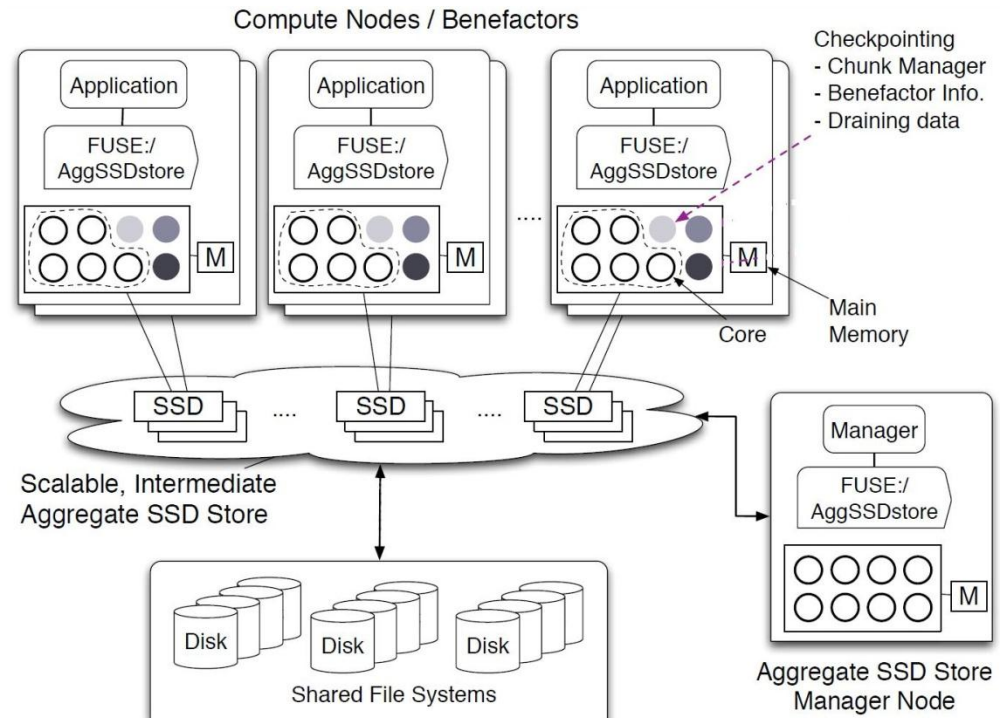 Compute Nodes / Benefactors
Checkpointing
- Chunk Manager
- Benefactor Info.
- Draining data
Application
FUSE:/
AggSSDstore
M
Application
FUSE:/
AggSSDstore
M
....
Application
FUSE:/
AggSSDstore
M
Core
Main
Memory
SSD
....
SSD
....
SSD
Scalable, Intermediate
Aggregate SSD Store
Manager
FUSE:/
AggSSDstore
M
Aggregate SSD Store
Manager Node
Disk
Disk
Disk
Shared File Systems